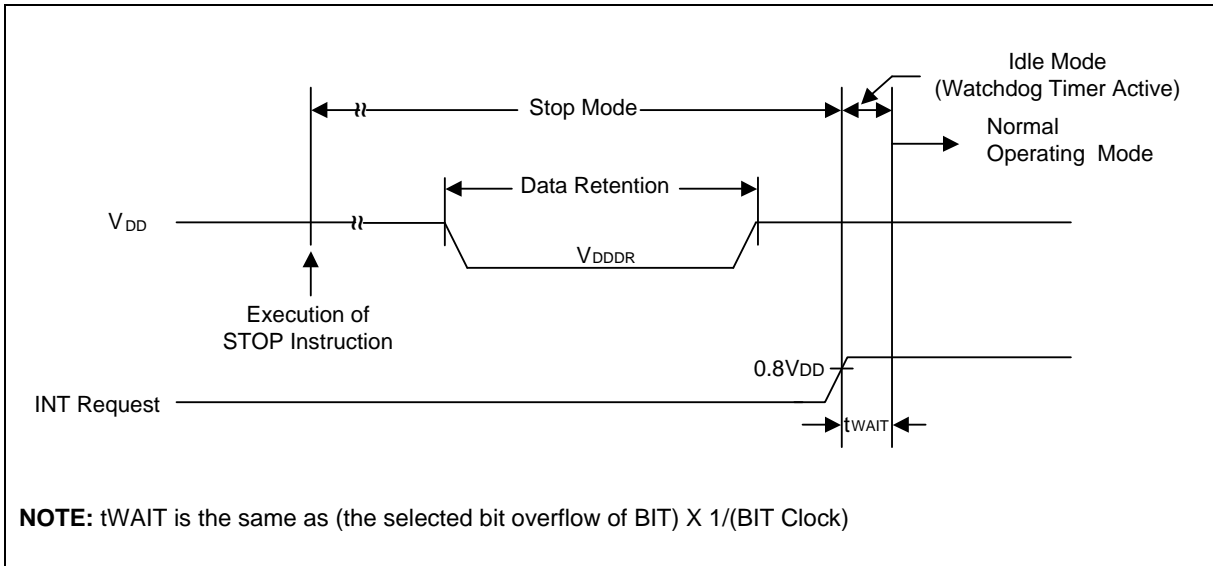 Idle Mode
(Watchdog Timer Active)
Stop Mode
Normal
Operating Mode
Data Retention
VDD
VDDDR
Execution of
STOP Instruction
0.8VDD
INT Request
tWAIT
NOTE: tWAIT is the same as (the selected bit overflow of BIT) X 1/(BIT Clock)